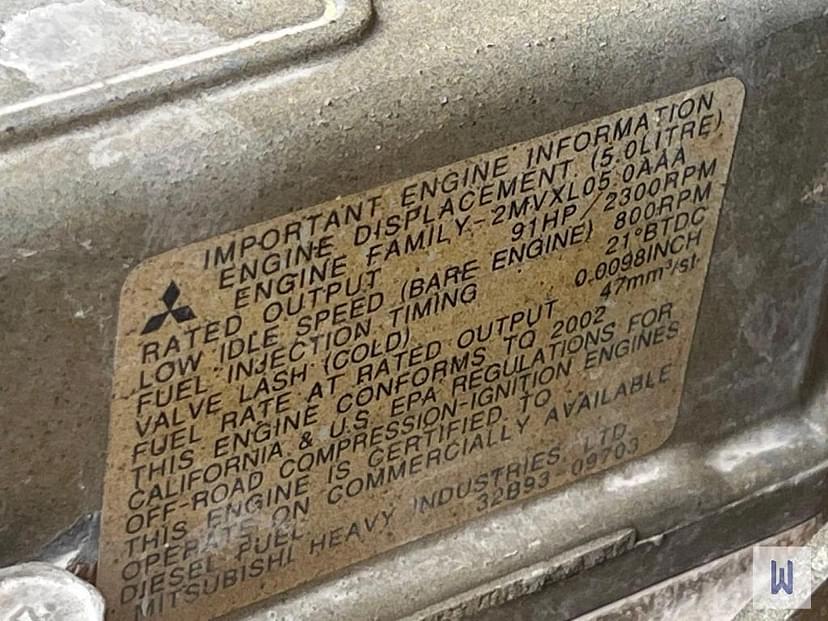 IMPORTANT ENGINE INFORMATION
ENGINE DISPLACEMENT (5.0LITRE)
ENGINE FAMILY-2MVXL05.0AAA
RATED OUTPUT 91HP/2300RPM
LOW IDLE SPEED (BARE ENGINE) 800RPM
FUEL INJECTION TIMING 21°BTDC
VALVE LASH (COLD) 0.0098INCH
FUEL RATE AT RATED OUTPUT 47mm³/st
THIS ENGINE CONFORMS TO 2002
CALIFORNIA & U.S EPA REGULATIONS FOR
OFF-ROAD COMPRESSION-IGNITION ENGINES
THIS ENGINE IS CERTIFIED TO
OPERATE ON COMMERCIALLY AVAILABLE
DIESEL FUEL
MITSUBISHI HEAVY INDUSTRIES, LTD.
32B93 09703
W